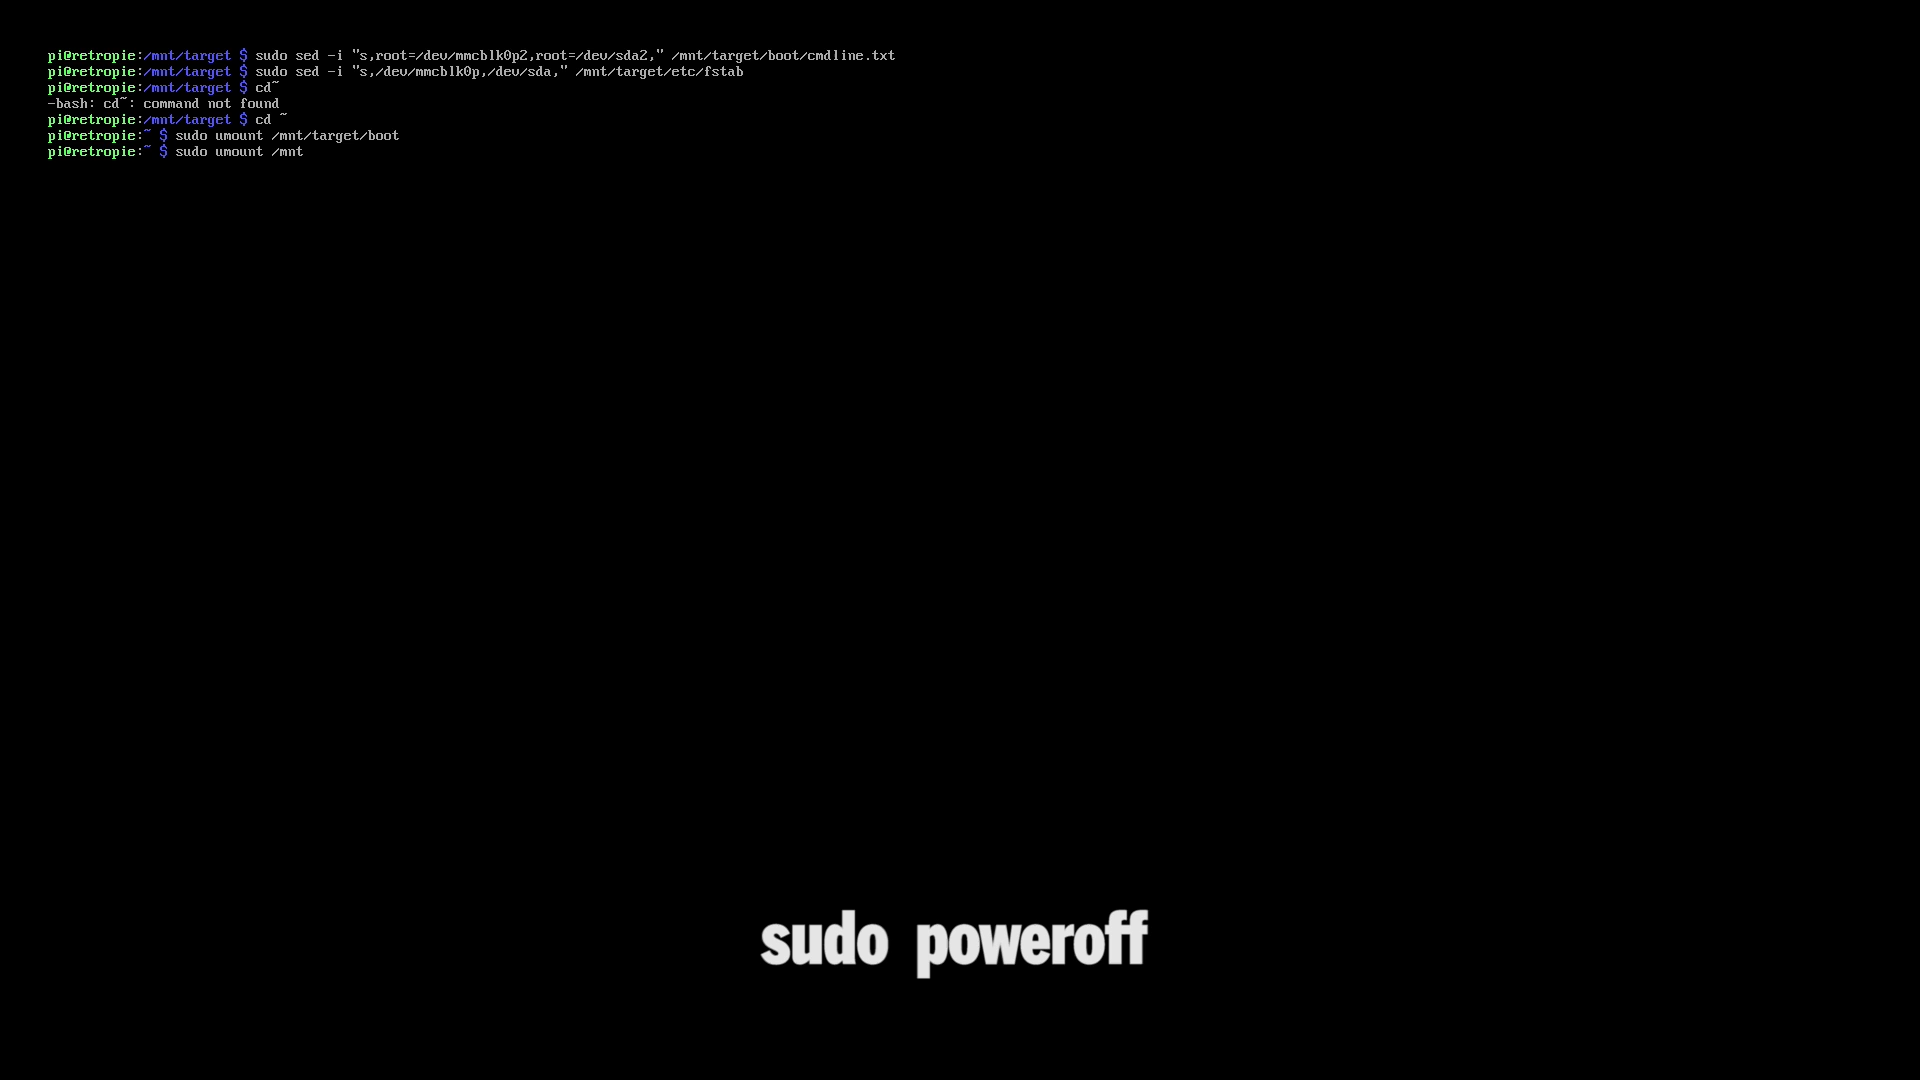 pi@retropie:/mnt/target $ sudo sed -i "s,root=/dev/mmcblk0p2,root=/dev/sda2," /mnt/target/boot/cmdline.txt
pi@retropie:/mnt/target $ sudo sed -i "s,/dev/mmcblk0p,/dev/sda," /mnt/target/etc/fstab
pi@retropie:/mnt/target $ cd~
-bash: cd~: command not found
pi@retropie:/mnt/target $ cd ~
pi@retropie:~ $ sudo umount /mnt/target/boot
pi@retropie:~ $ sudo umount /mnt
sudo poweroff